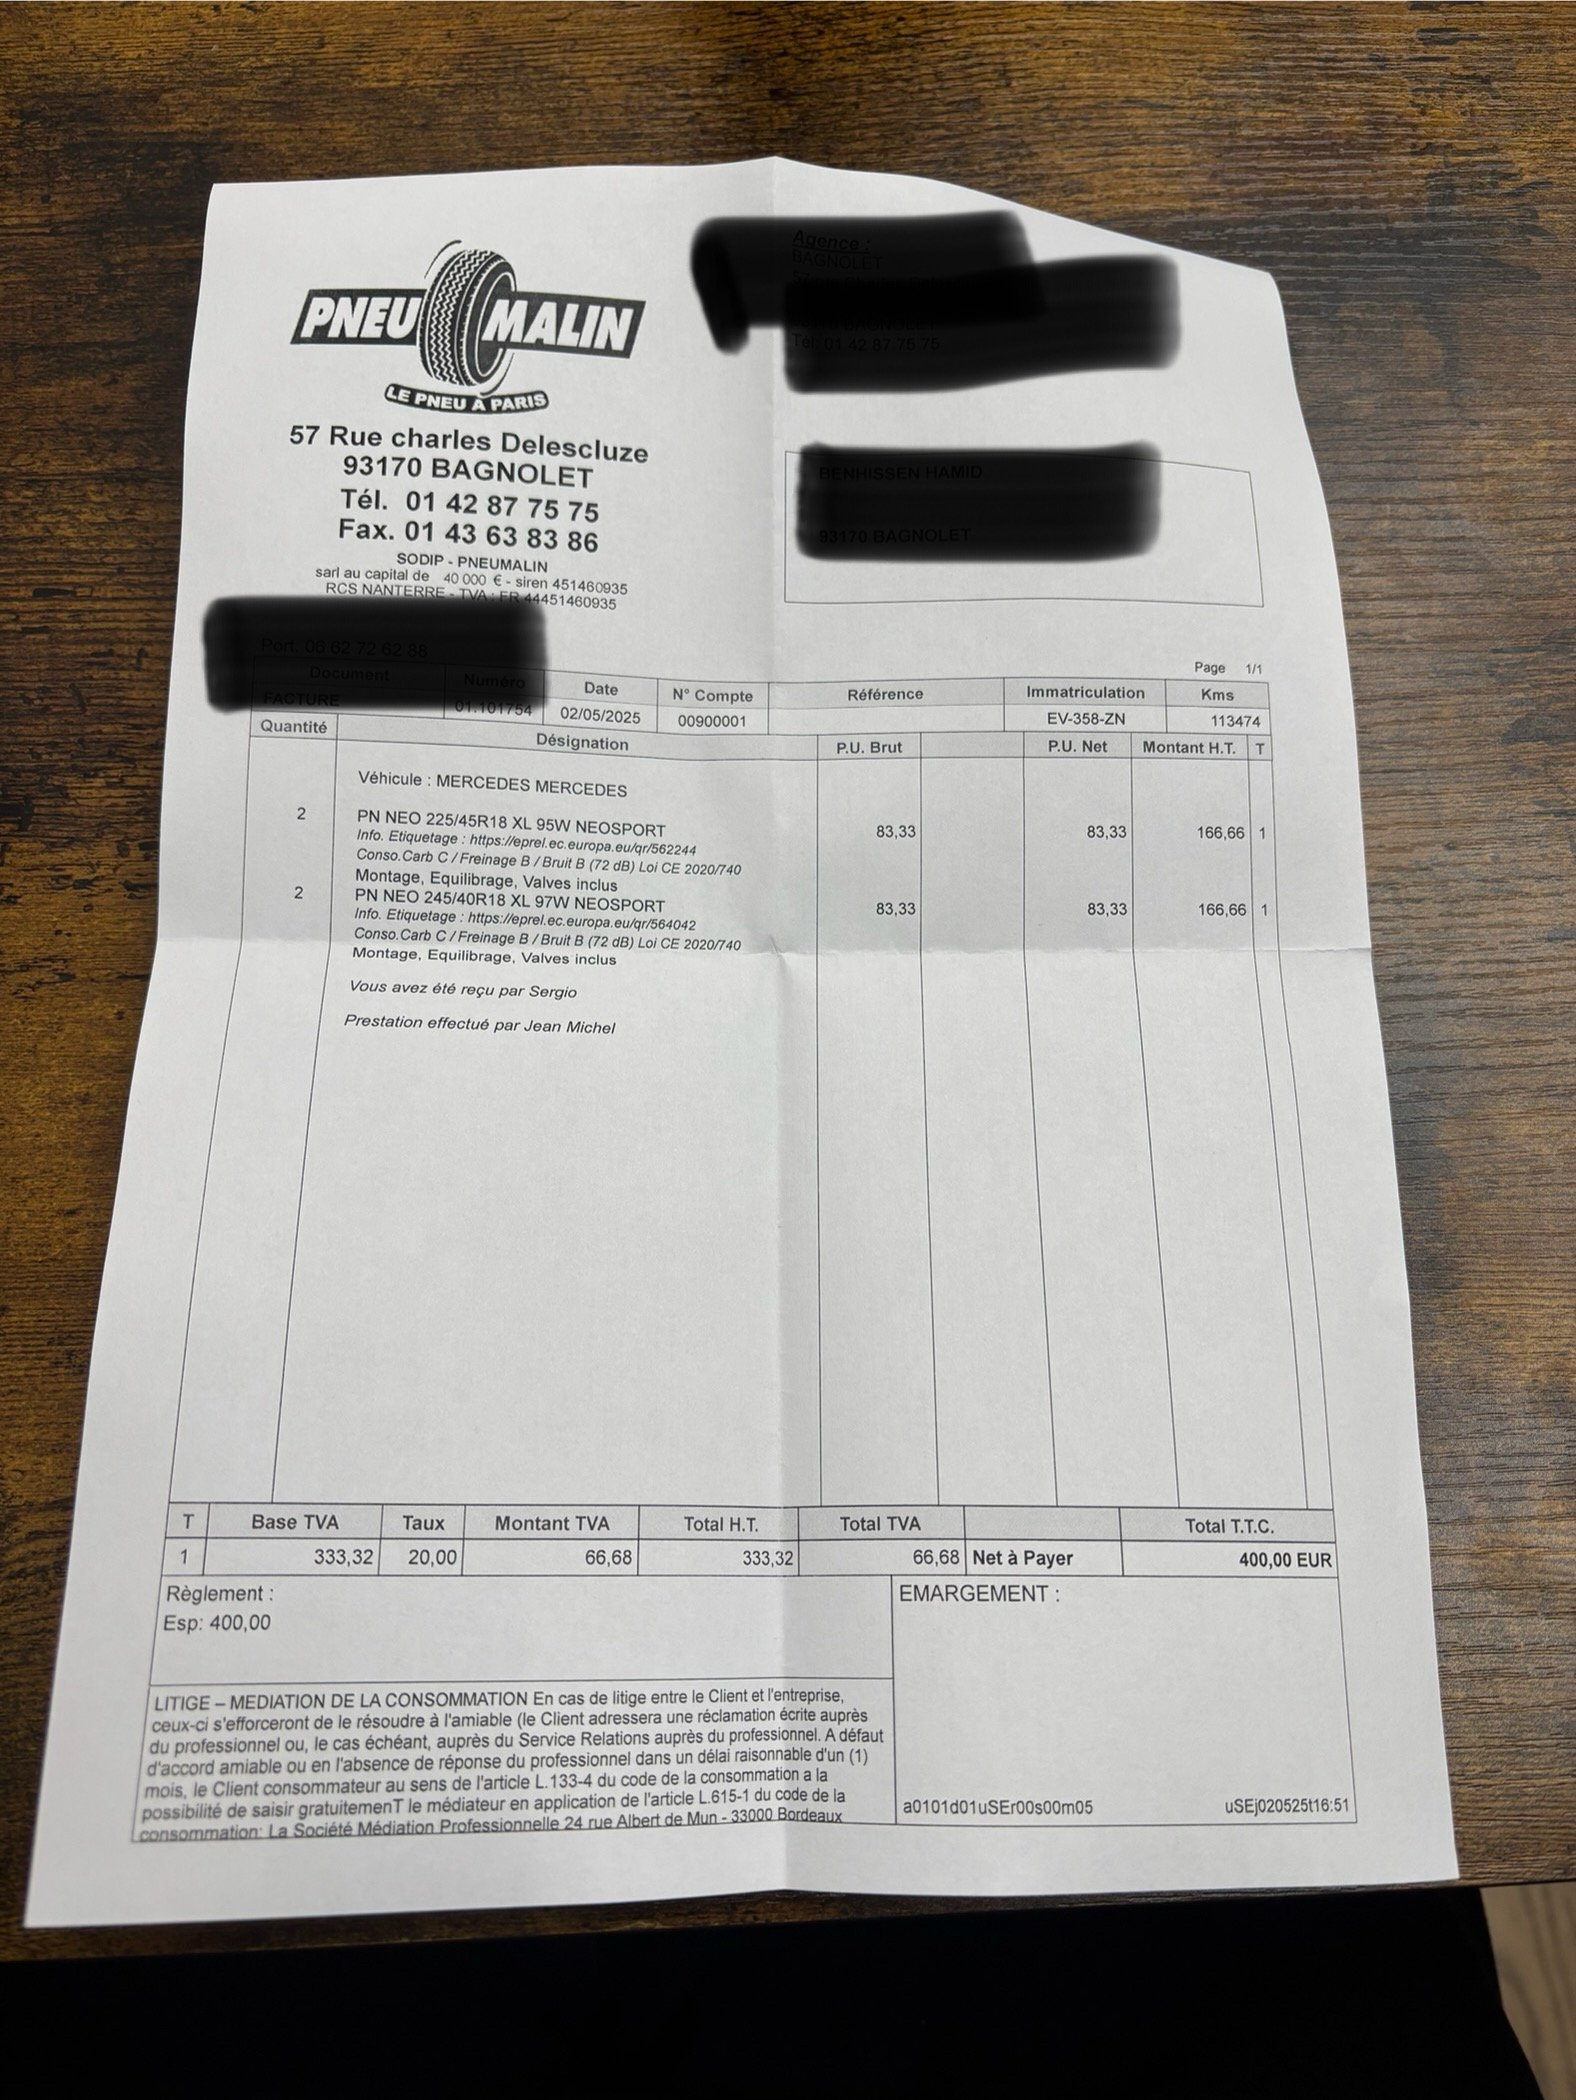 PNEU MALIN
LE PNEU À PARIS
57 Rue charles Delescluze
93170 BAGNOLET
Tél. 01 42 87 75 75
Fax. 01 43 63 83 86
SODIP - PNEUMALIN
sarl au capital de 40 000 € - siren 451460935
RCS NANTERRE - TVA : FR 44451460935
Page 1/1
Date N° Compte Référence Immatriculation Kms
02/05/2025 00900001 EV-358-ZN 113474
Quantité Désignation P.U. Brut P.U. Net Montant H.T. T
Véhicule : MERCEDES MERCEDES
2 PN NEO 225/45R18 XL 95W NEOSPORT 83,33 83,33 166,66 1
Info. Etiquetage : https://eprel.ec.europa.eu/qr/562244
Conso.Carb C / Freinage B / Bruit B (72 dB) Loi CE 2020/740
Montage, Equilibrage, Valves inclus
2 PN NEO 245/40R18 XL 97W NEOSPORT 83,33 83,33 166,66 1
Info. Etiquetage : https://eprel.ec.europa.eu/qr/564042
Conso.Carb C / Freinage B / Bruit B (72 dB) Loi CE 2020/740
Montage, Equilibrage, Valves inclus
Vous avez été reçu par Sergio
Prestation effectué par Jean Michel
T Base TVA Taux Montant TVA Total H.T. Total TVA Total T.T.C.
1 333,32 20,00 66,68 333,32 66,68 Net à Payer 400,00 EUR
Règlement :
Esp: 400,00
EMARGEMENT :
LITIGE – MEDIATION DE LA CONSOMMATION En cas de litige entre le Client et l'entreprise,
ceux-ci s'efforceront de le résoudre à l'amiable (le Client adressera une réclamation écrite auprès
du professionnel ou, le cas échéant, auprès du Service Relations auprès du professionnel. A défaut
d'accord amiable ou en l'absence de réponse du professionnel dans un délai raisonnable d'un (1)
mois, le Client consommateur au sens de l'article L.133-4 du code de la consommation a la
possibilité de saisir gratuitemenT le médiateur en application de l'article L.615-1 du code de la
consommation: La Société Médiation Professionnelle 24 rue Albert de Mun - 33000 Bordeaux
a0101d01uSEr00s00m05 uSEj020525t16:51